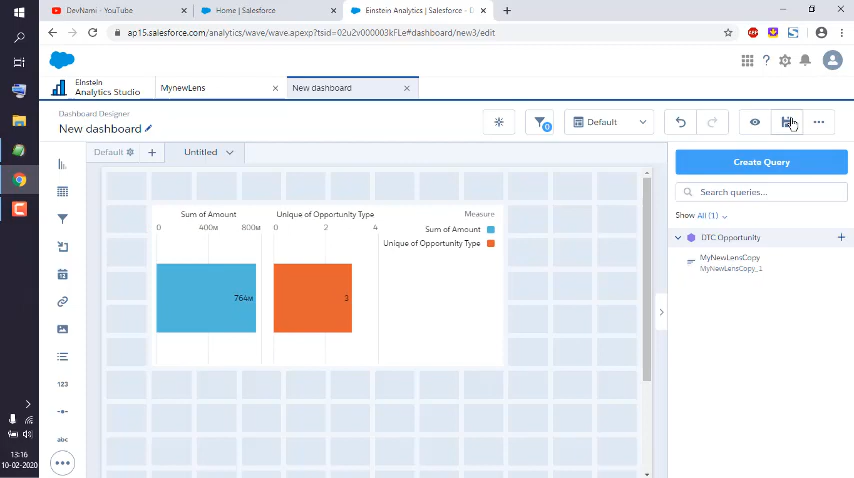 DevNami - YouTube
Home | Salesforce
Einstein Analytics | Salesforce - D
ap15.salesforce.com/analytics/wave/wave.apexp?tsid=02u2v000003kFLe#dashboard/new3/edit
Einstein
Analytics Studio
MynewLens
New dashboard
Dashboard Designer
New dashboard
0
Default
Default
Untitled
Create Query
Search queries...
Show All (1)
DTC Opportunity
MyNewLensCopy
MyNewLensCopy_1
Sum of Amount
Unique of Opportunity Type
Measure
0 400M 800M
0 2 4
Sum of Amount
Unique of Opportunity Type
764M
3
123
abc
13:16
10-02-2020